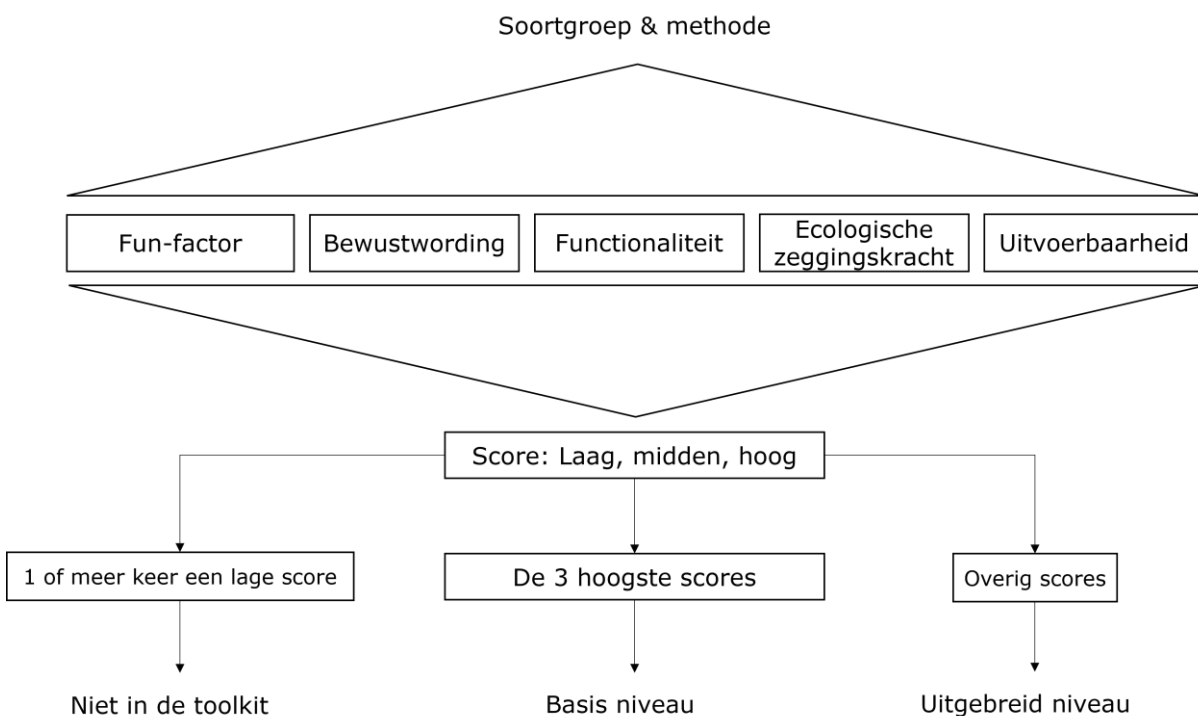 Soortgroep & methode
Fun-factor
Bewustwording
Functionaliteit
Ecologische
zeggingskracht
Uitvoerbaarheid
Score: Laag, midden, hoog
1 of meer keer een lage score
De 3 hoogste scores
Overig scores
Niet in de toolkit
Basis niveau
Uitgebreid niveau